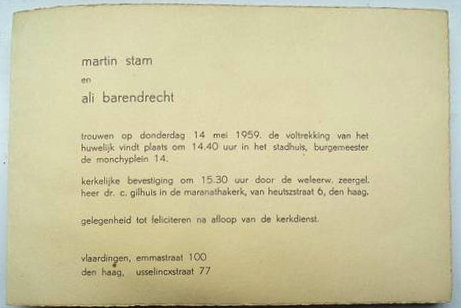 martin stam
en
ali barendrecht
trouwen op donderdag 14 mei 1959. de voltrekking van het
huwelijk vindt plaats om 14.40 uur in het stadhuis, burgemeester
de monchyplein 14.
kerkelijke bevestiging om 15.30 uur door de weleerw. zeergel.
heer dr. c. gilhuis in de maranathakerk, van heutszstraat 6, den haag.
gelegenheid tot feliciteren na afloop van de kerkdienst.
vlaardingen, emmastraat 100
den haag, usselincxstraat 77